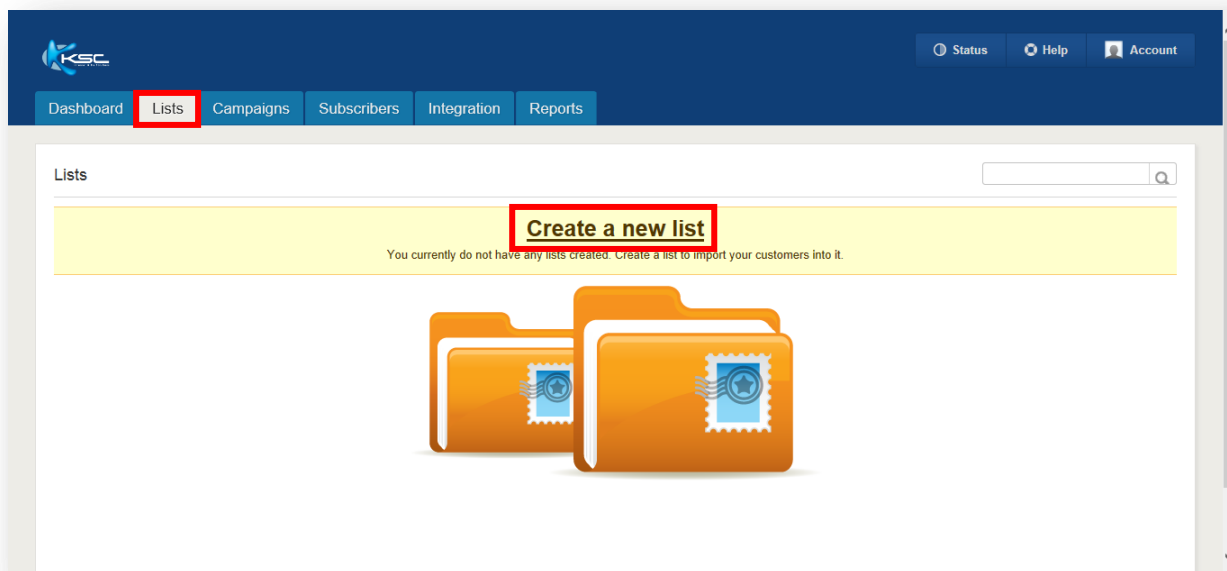 KSC
Status Help Account
Dashboard Lists Campaigns Subscribers Integration Reports
Lists
Create a new list
You currently do not have any lists created. Create a list to import your customers into it.